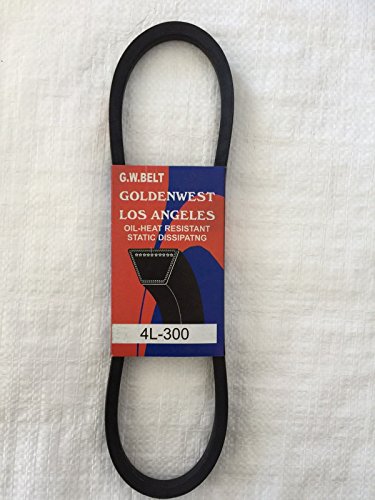 G.W.BELT
GOLDENWEST
LOS ANGELES
OIL-HEAT RESISTANT
STATIC DISSIPATNG
4L-300